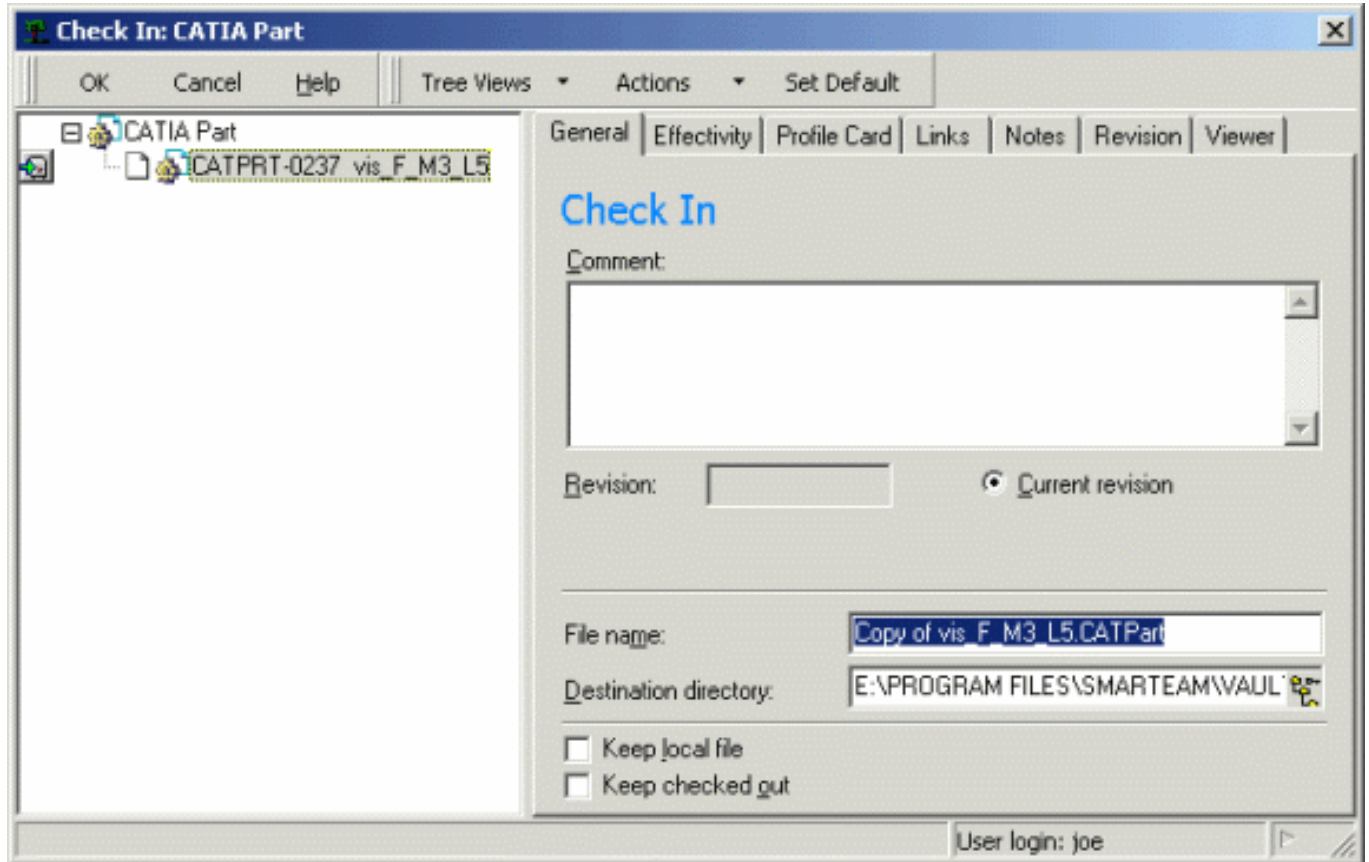 Check In: CATIA Part
OK Cancel Help Tree Views Actions Set Default
CATIA Part
CATPRT-0237 vis_F_M3_L5
General Effectivity Profile Card Links Notes Revision Viewer
Check In
Comment:
Revision:
Current revision
File name: Copy of vis_F_M3_L5.CATPart
Destination directory: E:\PROGRAM FILES\SMARTEAM\VAUL
Keep local file
Keep checked out
User login: joe